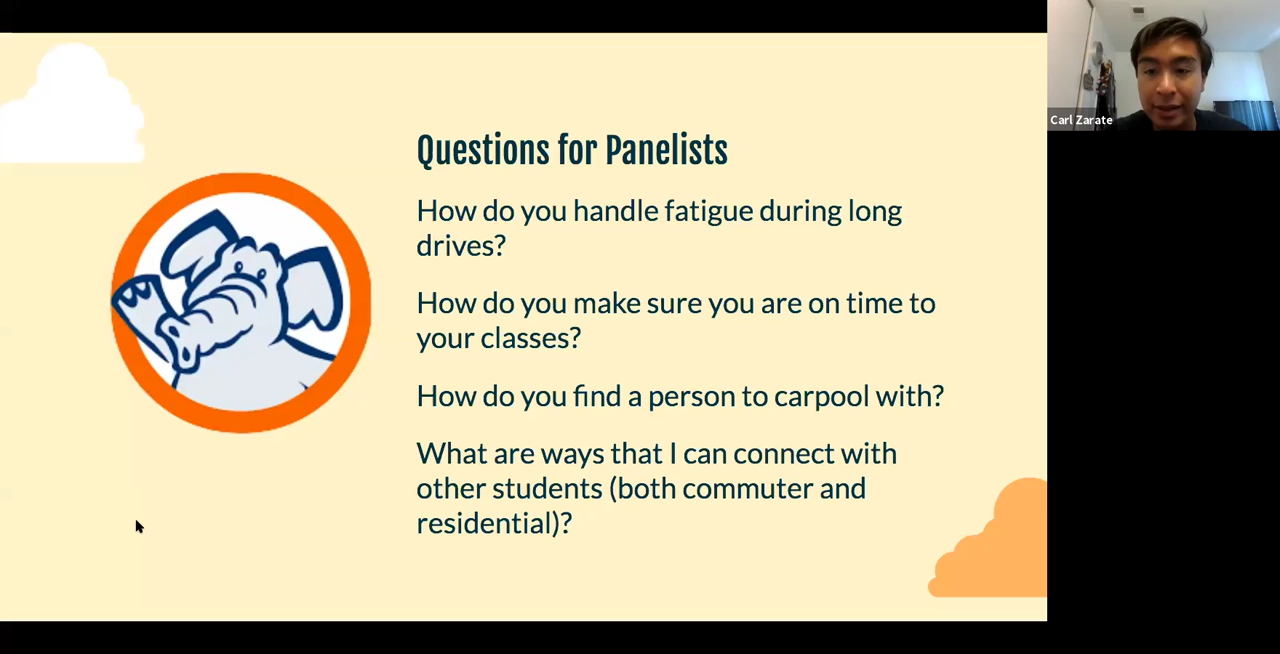 Questions for Panelists
How do you handle fatigue during long
drives?
How do you make sure you are on time to
your classes?
How do you find a person to carpool with?
What are ways that I can connect with
other students (both commuter and
residential)?
Carl Zarate